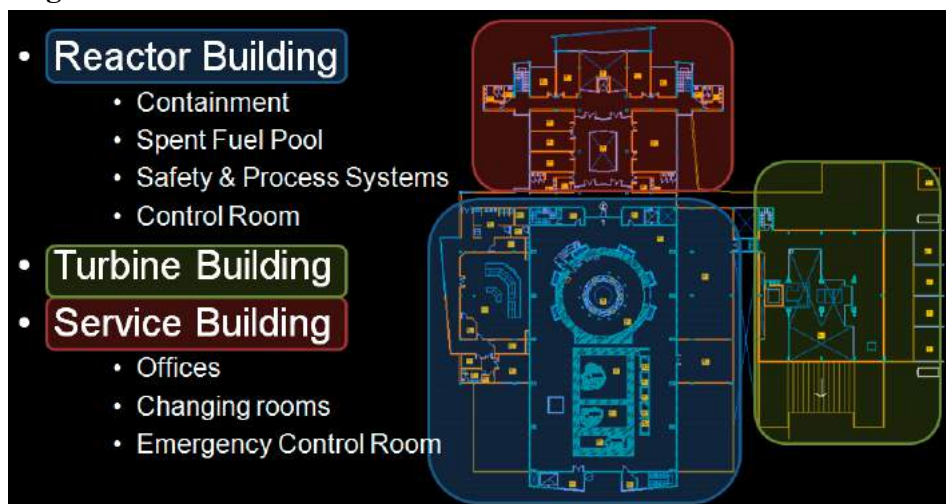 • Reactor Building
• Containment
• Spent Fuel Pool
• Safety & Process Systems
• Control Room
• Turbine Building
• Service Building
• Offices
• Changing rooms
• Emergency Control Room